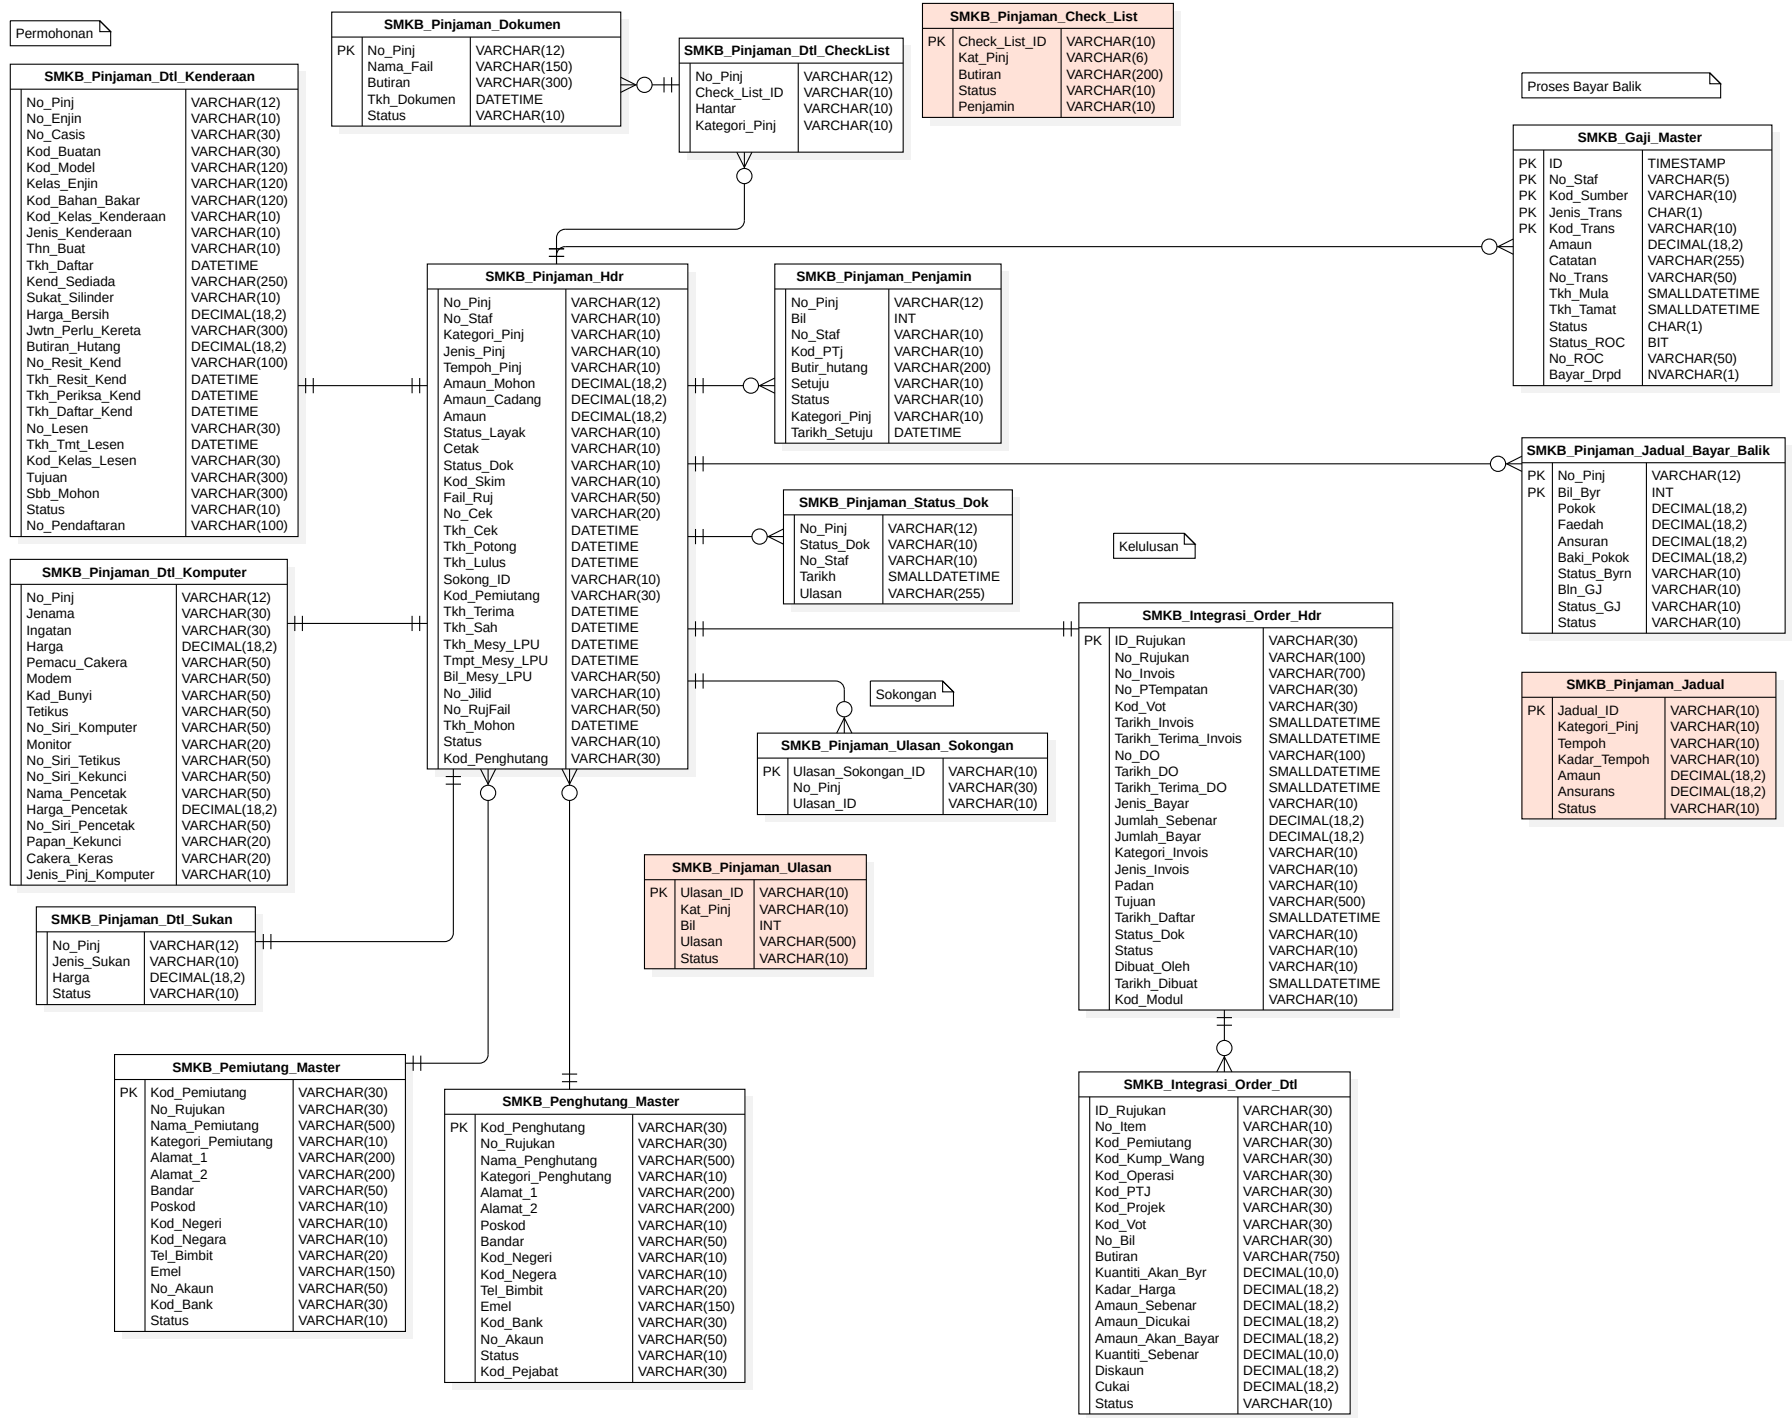 Permohonan
SMKB_Pinjaman_Dtl_Kenderaan
No_Pinj VARCHAR(12)
No_Enjin VARCHAR(10)
No_Casis VARCHAR(30)
Kod_Buatan VARCHAR(30)
Kod_Model VARCHAR(120)
Kelas_Enjin VARCHAR(120)
Kod_Bahan_Bakar VARCHAR(120)
Kod_Kelas_Kenderaan VARCHAR(10)
Jenis_Kenderaan VARCHAR(10)
Thn_Buat VARCHAR(10)
Tkh_Daftar DATETIME
Kend_Sediada VARCHAR(250)
Sukat_Silinder VARCHAR(10)
Harga_Bersih DECIMAL(18,2)
Jwtn_Perlu_Kereta VARCHAR(300)
Butiran_Hutang DECIMAL(18,2)
No_Resit_Kend VARCHAR(100)
Tkh_Resit_Kend DATETIME
Tkh_Periksa_Kend DATETIME
Tkh_Daftar_Kend DATETIME
No_Lesen VARCHAR(30)
Tkh_Tmt_Lesen DATETIME
Kod_Kelas_Lesen VARCHAR(30)
Tujuan VARCHAR(300)
Sbb_Mohon VARCHAR(300)
Status VARCHAR(10)
No_Pendaftaran VARCHAR(100)
SMKB_Pinjaman_Dokumen
PK No_Pinj VARCHAR(12)
Nama_Fail VARCHAR(150)
Butiran VARCHAR(300)
Tkh_Dokumen DATETIME
Status VARCHAR(10)
SMKB_Pinjaman_Dtl_CheckList
No_Pinj VARCHAR(12)
Check_List_ID VARCHAR(10)
Hantar VARCHAR(10)
Kategori_Pinj VARCHAR(10)
SMKB_Pinjaman_Check_List
PK Check_List_ID VARCHAR(10)
Kat_Pinj VARCHAR(6)
Butiran VARCHAR(200)
Status VARCHAR(10)
Penjamin VARCHAR(10)
Proses Bayar Balik
SMKB_Gaji_Master
PK ID TIMESTAMP
PK No_Staf VARCHAR(5)
PK Kod_Sumber VARCHAR(10)
PK Jenis_Trans CHAR(1)
PK Kod_Trans VARCHAR(10)
Amaun DECIMAL(18,2)
Catatan VARCHAR(255)
No_Trans VARCHAR(50)
Tkh_Mula SMALLDATETIME
Tkh_Tamat SMALLDATETIME
Status CHAR(1)
Status_ROC BIT
No_ROC VARCHAR(50)
Bayar_Drpd NVARCHAR(1)
SMKB_Pinjaman_Hdr
No_Pinj VARCHAR(12)
No_Staf VARCHAR(10)
Kategori_Pinj VARCHAR(10)
Jenis_Pinj VARCHAR(10)
Tempoh_Pinj VARCHAR(10)
Amaun_Mohon DECIMAL(18,2)
Amaun_Cadang DECIMAL(18,2)
Amaun DECIMAL(18,2)
Status_Layak VARCHAR(10)
Cetak VARCHAR(10)
Status_Dok VARCHAR(10)
Kod_Skim VARCHAR(10)
Fail_Ruj VARCHAR(50)
No_Cek VARCHAR(20)
Tkh_Cek DATETIME
Tkh_Potong DATETIME
Tkh_Lulus DATETIME
Sokong_ID VARCHAR(10)
Kod_Pemiutang VARCHAR(30)
Tkh_Terima DATETIME
Tkh_Sah DATETIME
Tkh_Mesy_LPU DATETIME
Tmpt_Mesy_LPU DATETIME
Bil_Mesy_LPU VARCHAR(50)
No_Jilid VARCHAR(10)
No_RujFail VARCHAR(50)
Tkh_Mohon DATETIME
Status VARCHAR(10)
Kod_Penghutang VARCHAR(30)
SMKB_Pinjaman_Penjamin
No_Pinj VARCHAR(12)
Bil INT
No_Staf VARCHAR(10)
Kod_PTj VARCHAR(10)
Butir_hutang VARCHAR(200)
Setuju VARCHAR(10)
Status VARCHAR(10)
Kategori_Pinj VARCHAR(10)
Tarikh_Setuju DATETIME
SMKB_Pinjaman_Jadual_Bayar_Balik
PK No_Pinj VARCHAR(12)
PK Bil_Byr INT
Pokok DECIMAL(18,2)
Faedah DECIMAL(18,2)
Ansuran DECIMAL(18,2)
Baki_Pokok DECIMAL(18,2)
Status_Byrn VARCHAR(10)
Bln_GJ VARCHAR(10)
Status_GJ VARCHAR(10)
Status VARCHAR(10)
SMKB_Pinjaman_Status_Dok
No_Pinj VARCHAR(12)
Status_Dok VARCHAR(10)
No_Staf VARCHAR(10)
Tarikh SMALLDATETIME
Ulasan VARCHAR(255)
Kelulusan
SMKB_Pinjaman_Dtl_Komputer
No_Pinj VARCHAR(12)
Jenama VARCHAR(30)
Ingatan VARCHAR(30)
Harga DECIMAL(18,2)
Pemacu_Cakera VARCHAR(50)
Modem VARCHAR(50)
Kad_Bunyi VARCHAR(50)
Tetikus VARCHAR(50)
No_Siri_Komputer VARCHAR(50)
Monitor VARCHAR(20)
No_Siri_Tetikus VARCHAR(50)
No_Siri_Kekunci VARCHAR(50)
Nama_Pencetak VARCHAR(50)
Harga_Pencetak DECIMAL(18,2)
No_Siri_Pencetak VARCHAR(50)
Papan_Kekunci VARCHAR(20)
Cakera_Keras VARCHAR(20)
Jenis_Pinj_Komputer VARCHAR(10)
SMKB_Integrasi_Order_Hdr
PK ID_Rujukan VARCHAR(30)
No_Rujukan VARCHAR(100)
No_Invois VARCHAR(700)
No_PTempatan VARCHAR(30)
Kod_Vot VARCHAR(30)
Tarikh_Invois SMALLDATETIME
Tarikh_Terima_Invois SMALLDATETIME
No_DO VARCHAR(100)
Tarikh_DO SMALLDATETIME
Tarikh_Terima_DO SMALLDATETIME
Jenis_Bayar VARCHAR(10)
Jumlah_Sebenar DECIMAL(18,2)
Jumlah_Bayar DECIMAL(18,2)
Kategori_Invois VARCHAR(10)
Jenis_Invois VARCHAR(10)
Padan VARCHAR(10)
Tujuan VARCHAR(500)
Tarikh_Daftar SMALLDATETIME
Status_Dok VARCHAR(10)
Status VARCHAR(10)
Dibuat_Oleh VARCHAR(10)
Tarikh_Dibuat SMALLDATETIME
Kod_Modul VARCHAR(10)
Sokongan
SMKB_Pinjaman_Ulasan_Sokongan
PK Ulasan_Sokongan_ID VARCHAR(10)
No_Pinj VARCHAR(30)
Ulasan_ID VARCHAR(10)
SMKB_Pinjaman_Jadual
PK Jadual_ID VARCHAR(10)
Kategori_Pinj VARCHAR(10)
Tempoh VARCHAR(10)
Kadar_Tempoh VARCHAR(10)
Amaun DECIMAL(18,2)
Ansurans DECIMAL(18,2)
Status VARCHAR(10)
SMKB_Pinjaman_Ulasan
PK Ulasan_ID VARCHAR(10)
Kat_Pinj VARCHAR(10)
Bil INT
Ulasan VARCHAR(500)
Status VARCHAR(10)
SMKB_Pinjaman_Dtl_Sukan
No_Pinj VARCHAR(12)
Jenis_Sukan VARCHAR(10)
Harga DECIMAL(18,2)
Status VARCHAR(10)
SMKB_Pemiutang_Master
PK Kod_Pemiutang VARCHAR(30)
No_Rujukan VARCHAR(30)
Nama_Pemiutang VARCHAR(500)
Kategori_Pemiutang VARCHAR(10)
Alamat_1 VARCHAR(200)
Alamat_2 VARCHAR(200)
Bandar VARCHAR(50)
Poskod VARCHAR(10)
Kod_Negeri VARCHAR(10)
Kod_Negara VARCHAR(10)
Tel_Bimbit VARCHAR(20)
Emel VARCHAR(150)
No_Akaun VARCHAR(50)
Kod_Bank VARCHAR(30)
Status VARCHAR(10)
SMKB_Penghutang_Master
PK Kod_Penghutang VARCHAR(30)
No_Rujukan VARCHAR(30)
Nama_Penghutang VARCHAR(500)
Kategori_Penghutang VARCHAR(10)
Alamat_1 VARCHAR(200)
Alamat_2 VARCHAR(200)
Poskod VARCHAR(10)
Bandar VARCHAR(50)
Kod_Negeri VARCHAR(10)
Kod_Negera VARCHAR(10)
Tel_Bimbit VARCHAR(20)
Emel VARCHAR(150)
Kod_Bank VARCHAR(30)
No_Akaun VARCHAR(50)
Status VARCHAR(10)
Kod_Pejabat VARCHAR(30)
SMKB_Integrasi_Order_Dtl
ID_Rujukan VARCHAR(30)
No_Item VARCHAR(10)
Kod_Pemiutang VARCHAR(30)
Kod_Kump_Wang VARCHAR(30)
Kod_Operasi VARCHAR(30)
Kod_PTJ VARCHAR(30)
Kod_Projek VARCHAR(30)
Kod_Vot VARCHAR(30)
No_Bil VARCHAR(30)
Butiran VARCHAR(750)
Kuantiti_Akan_Byr DECIMAL(10,0)
Kadar_Harga DECIMAL(18,2)
Amaun_Sebenar DECIMAL(18,2)
Amaun_Dicukai DECIMAL(18,2)
Amaun_Akan_Bayar DECIMAL(18,2)
Kuantiti_Sebenar DECIMAL(10,0)
Diskaun DECIMAL(18,2)
Cukai DECIMAL(18,2)
Status VARCHAR(10)